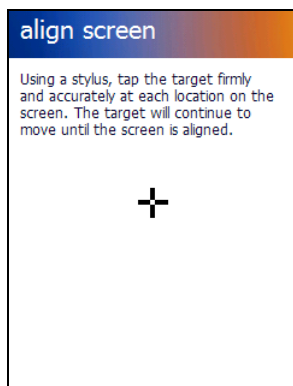 align screen
Using a stylus, tap the target firmly
and accurately at each location on the
screen. The target will continue to
move until the screen is aligned.